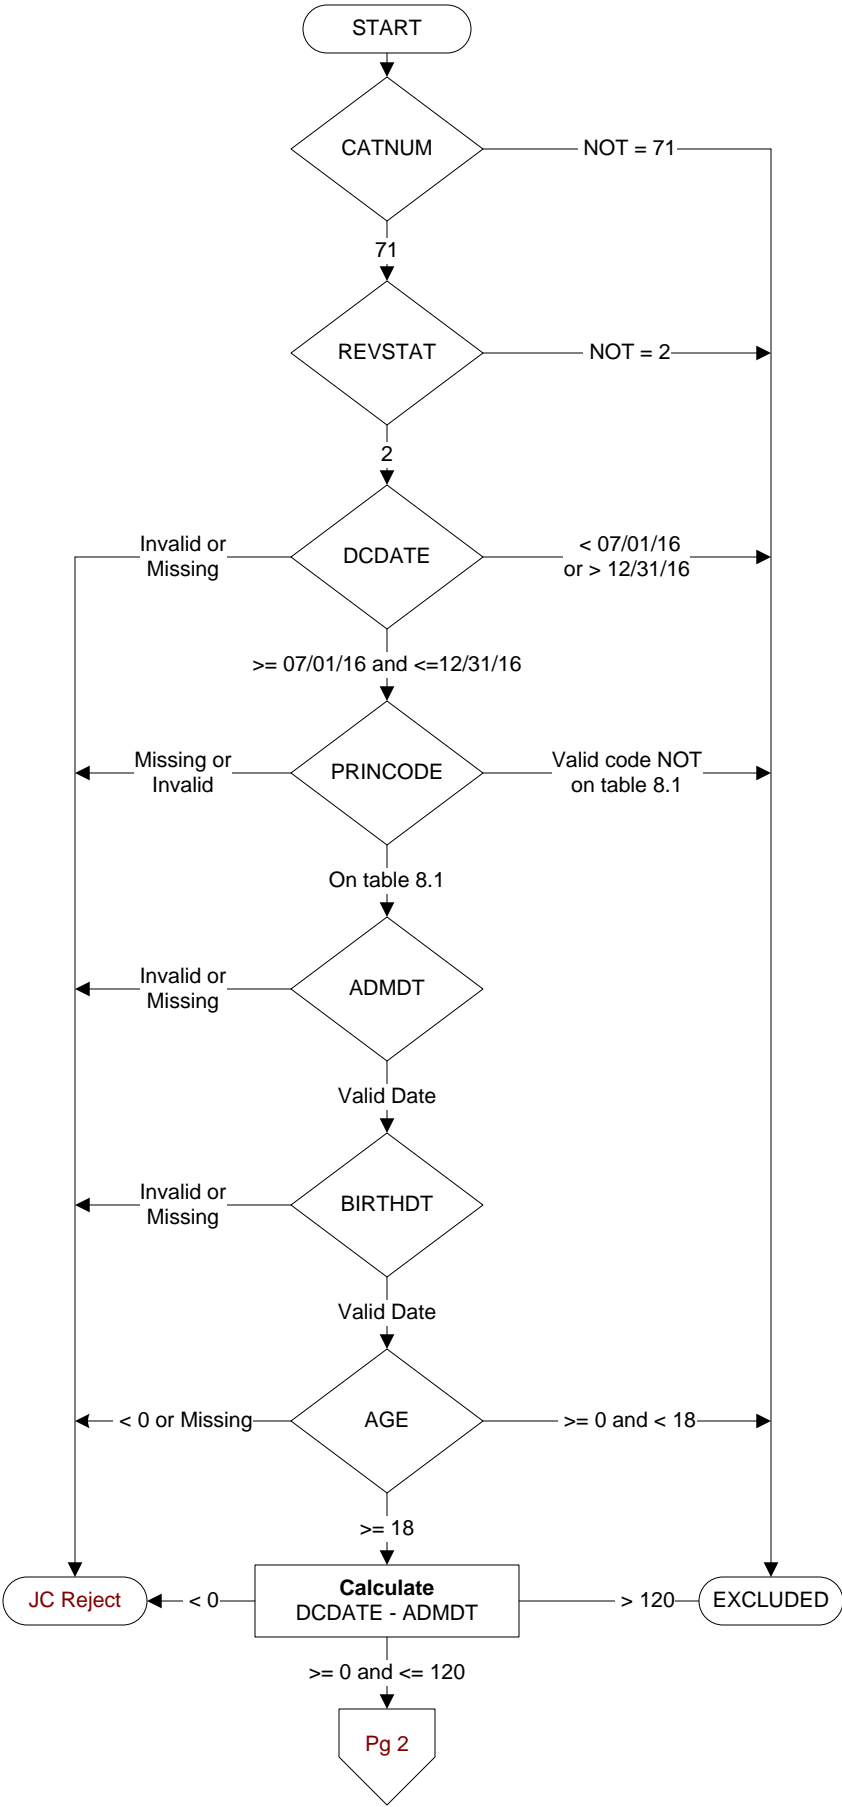 START
CATNUM
NOT = 71
71
REVSTAT
NOT = 2
2
Invalid or
Missing
DCDATE
< 07/01/16
or > 12/31/16
>= 07/01/16 and <=12/31/16
Missing or
Invalid
PRINCODE
Valid code NOT
on table 8.1
On table 8.1
Invalid or
Missing
ADMDT
Valid Date
Invalid or
Missing
BIRTHDT
Valid Date
< 0 or Missing
AGE
>= 0 and < 18
>= 18
JC Reject
< 0
Calculate
DCDATE - ADMDT
> 120
EXCLUDED
>= 0 and <= 120
Pg 2